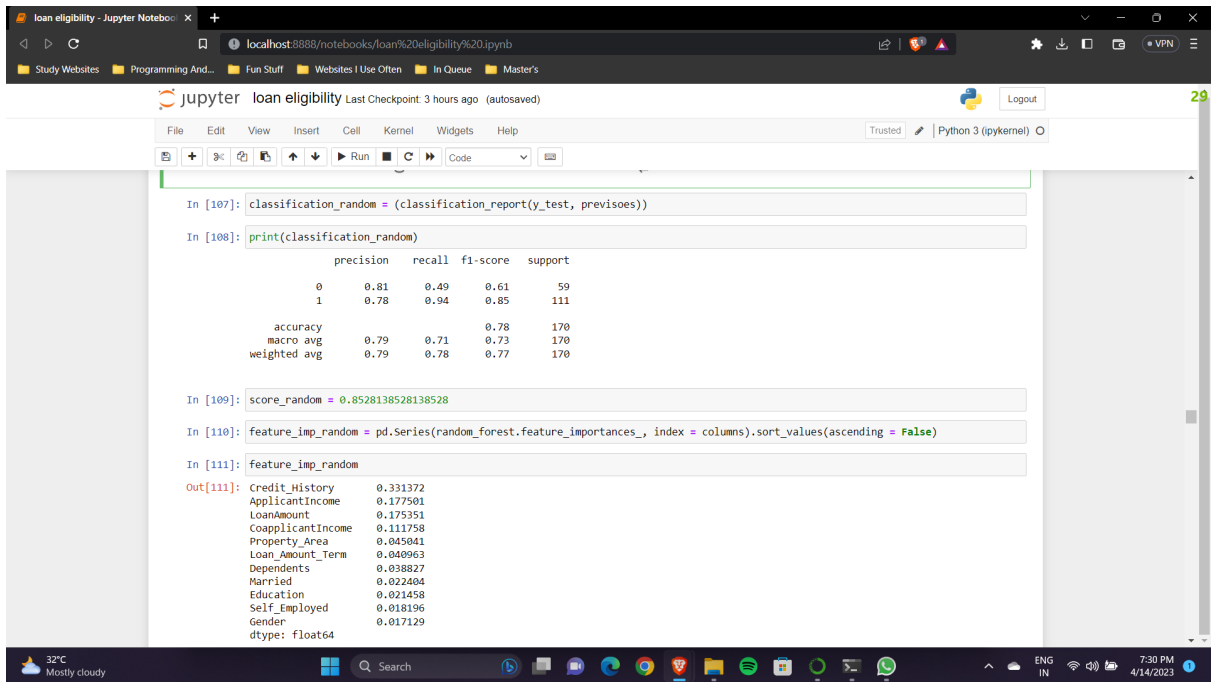 loan eligibility - Jupyter Noteboo
localhost:8888/notebooks/loan%20eligibility%20.ipynb
VPN
Study Websites Programming And... Fun Stuff Websites I Use Often In Queue Master's
jupyter loan eligibility Last Checkpoint: 3 hours ago (autosaved)
Logout
29
File Edit View Insert Cell Kernel Widgets Help
Trusted Python 3 (ipykernel)
Run Code
In [107]: classification_random = (classification_report(y_test, previsoes))
In [108]: print(classification_random)
precision recall f1-score support
0 0.81 0.49 0.61 59
1 0.78 0.94 0.85 111
accuracy 0.78 170
macro avg 0.79 0.71 0.73 170
weighted avg 0.79 0.78 0.77 170
In [109]: score_random = 0.8528138528138528
In [110]: feature_imp_random = pd.Series(random_forest.feature_importances_, index = columns).sort_values(ascending = False)
In [111]: feature_imp_random
Out[111]: Credit_History 0.331372
ApplicantIncome 0.177501
LoanAmount 0.175351
CoapplicantIncome 0.111758
Property_Area 0.045041
Loan_Amount_Term 0.040963
Dependents 0.038827
Married 0.022404
Education 0.021458
Self_Employed 0.018196
Gender 0.017129
dtype: float64
32°C
Mostly cloudy
Search
ENG
IN
7:30 PM
4/14/2023
1